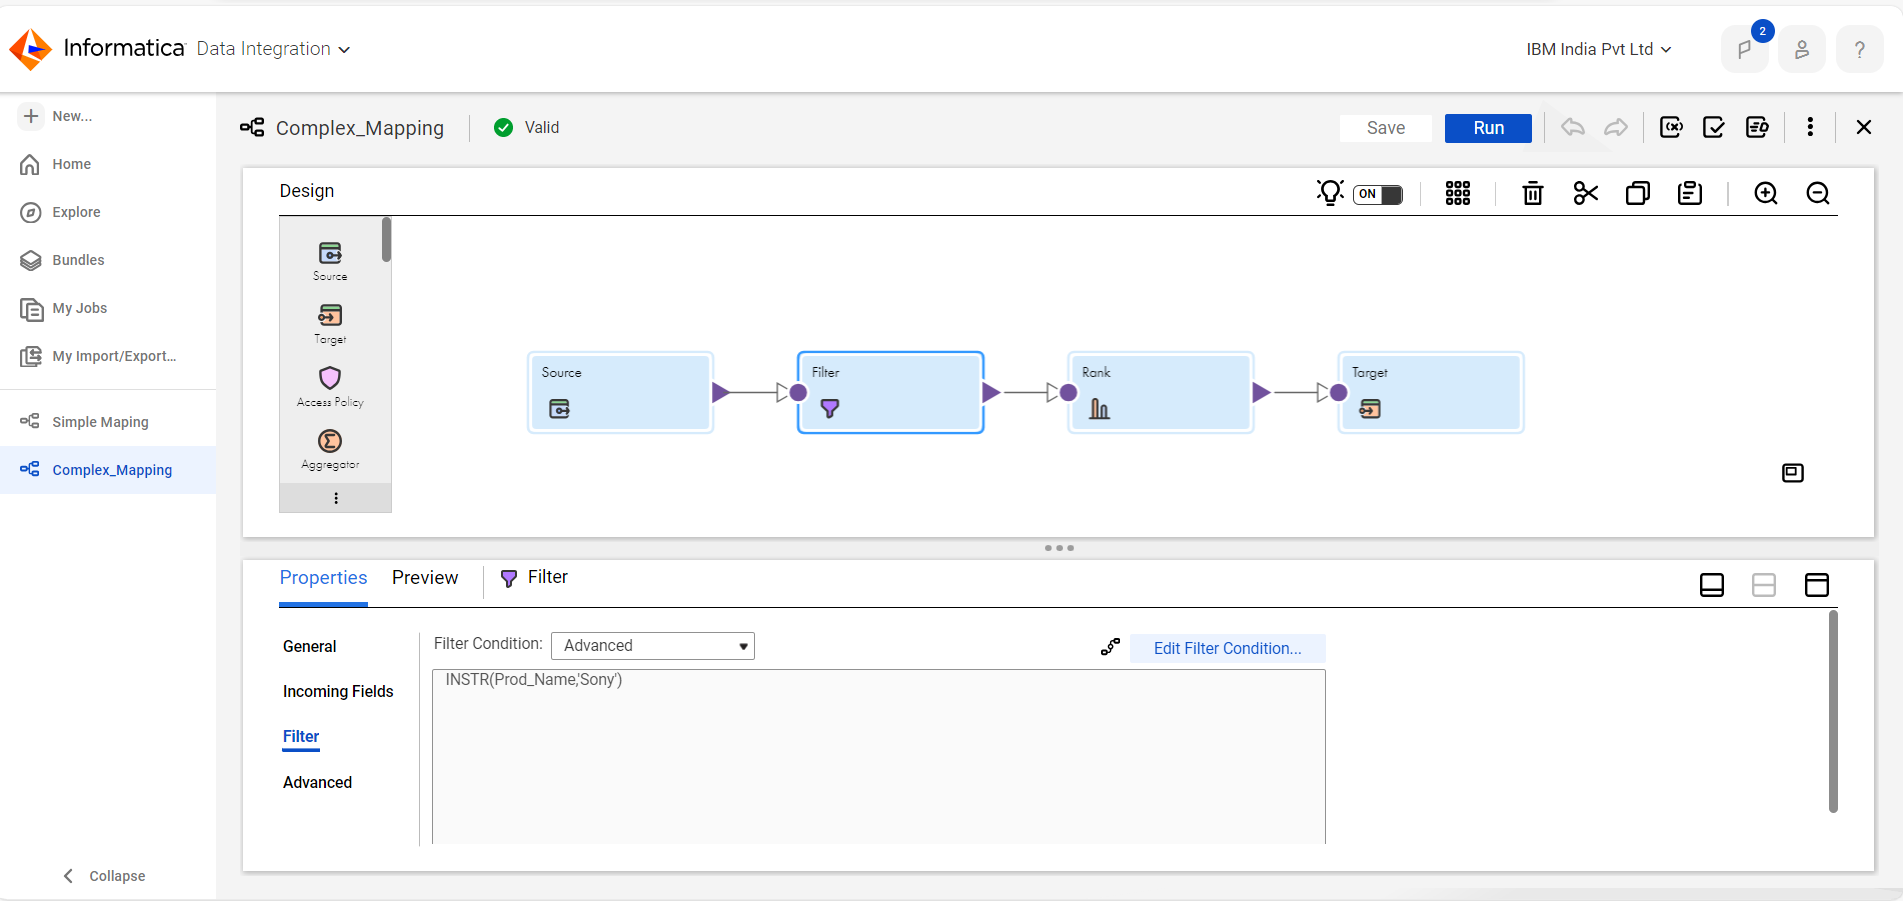 Informatica Data Integration
IBM India Pvt Ltd
2
?
New...
Home
Explore
Bundles
My Jobs
My Import/Export...
Simple Maping
Complex_Mapping
Collapse
Complex_Mapping
Valid
Save
Run
Design
ON
Source
Target
Access Policy
Aggregator
Source
Filter
Rank
Target
Properties
Preview
Filter
General
Incoming Fields
Filter
Advanced
Filter Condition: Advanced
Edit Filter Condition...
INSTR(Prod_Name,'Sony')